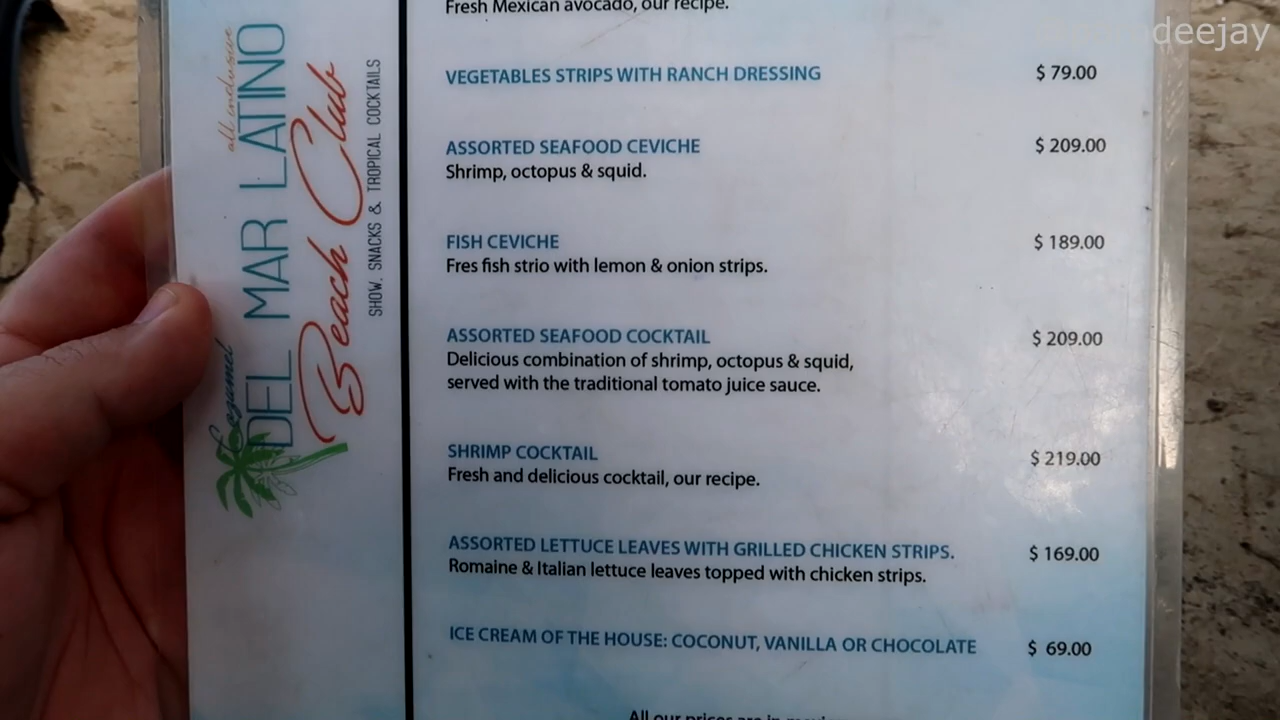 Fresh Mexican avocado, our recipe.
deejay
VEGETABLES STRIPS WITH RANCH DRESSING $ 79.00
ASSORTED SEAFOOD CEVICHE $ 209.00
Shrimp, octopus & squid.
FISH CEVICHE $ 189.00
Fres fish strio with lemon & onion strips.
ASSORTED SEAFOOD COCKTAIL $ 209.00
Delicious combination of shrimp, octopus & squid,
served with the traditional tomato juice sauce.
SHRIMP COCKTAIL $ 219.00
Fresh and delicious cocktail, our recipe.
ASSORTED LETTUCE LEAVES WITH GRILLED CHICKEN STRIPS. $ 169.00
Romaine & Italian lettuce leaves topped with chicken strips.
ICE CREAM OF THE HOUSE: COCONUT, VANILLA OR CHOCOLATE $ 69.00
All our prices are in
all inclusive
Cozumel
DEL MAR LATINO
Beach Club
SHOW, SNACKS & TROPICAL COCKTAILS